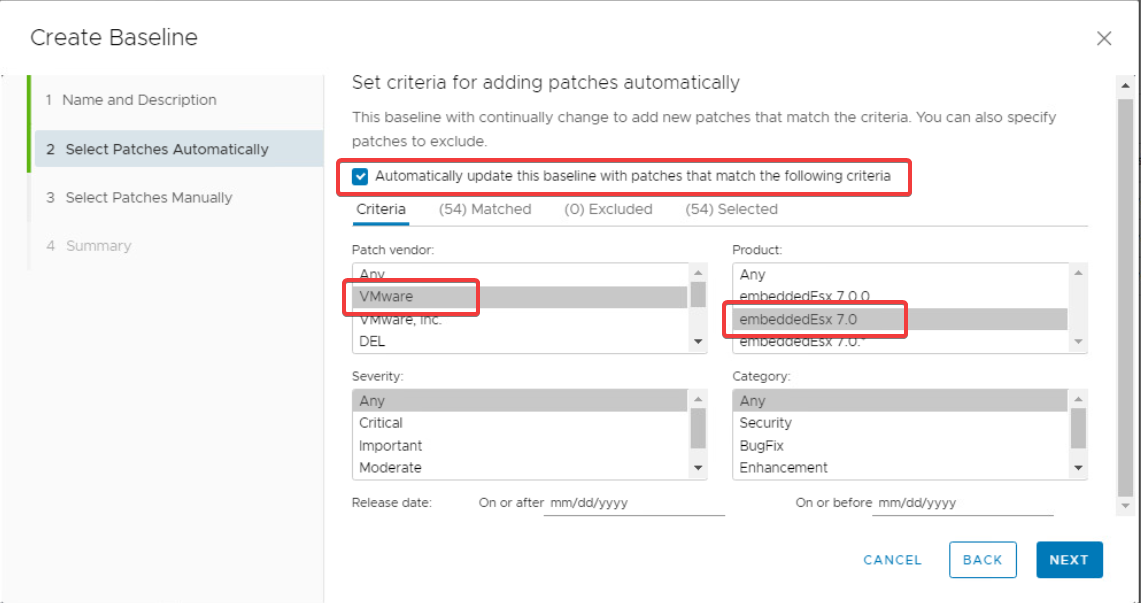 Create Baseline
1 Name and Description
2 Select Patches Automatically
3 Select Patches Manually
4 Summary
Set criteria for adding patches automatically
This baseline with continually change to add new patches that match the criteria. You can also specify
patches to exclude.
Automatically update this baseline with patches that match the following criteria
Criteria (54) Matched (0) Excluded (54) Selected
Patch vendor:
Any
VMware
VMware, Inc.
DEL
Product:
Any
embeddedEsx 7.0.0
embeddedEsx 7.0
embeddedEsx 7.0.*
Severity:
Any
Critical
Important
Moderate
Category:
Any
Security
BugFix
Enhancement
Release date: On or after mm/dd/yyyy On or before mm/dd/yyyy
CANCEL BACK NEXT